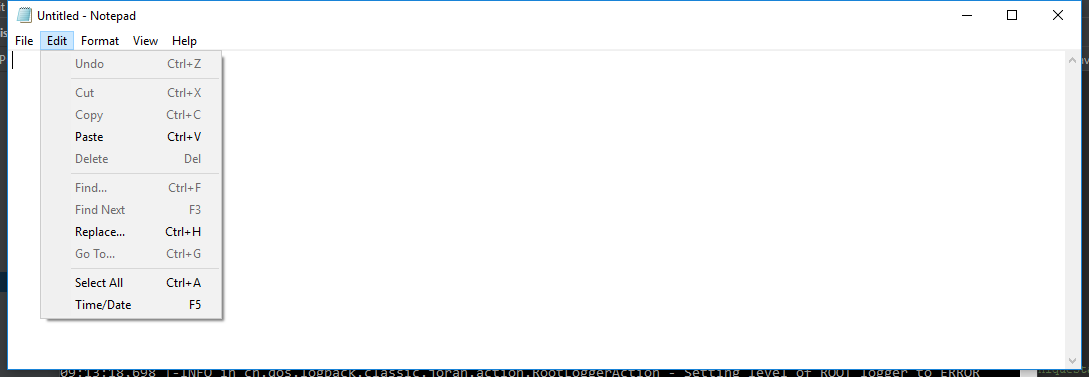 Untitled - Notepad
File Edit Format View Help
Undo Ctrl+Z
Cut Ctrl+X
Copy Ctrl+C
Paste Ctrl+V
Delete Del
Find... Ctrl+F
Find Next F3
Replace... Ctrl+H
Go To... Ctrl+G
Select All Ctrl+A
Time/Date F5
09:13:18.698 |-INFO in ch.qos.logback.classic.joran.action.RootLoggerAction - Setting level of ROOT logger to ERROR